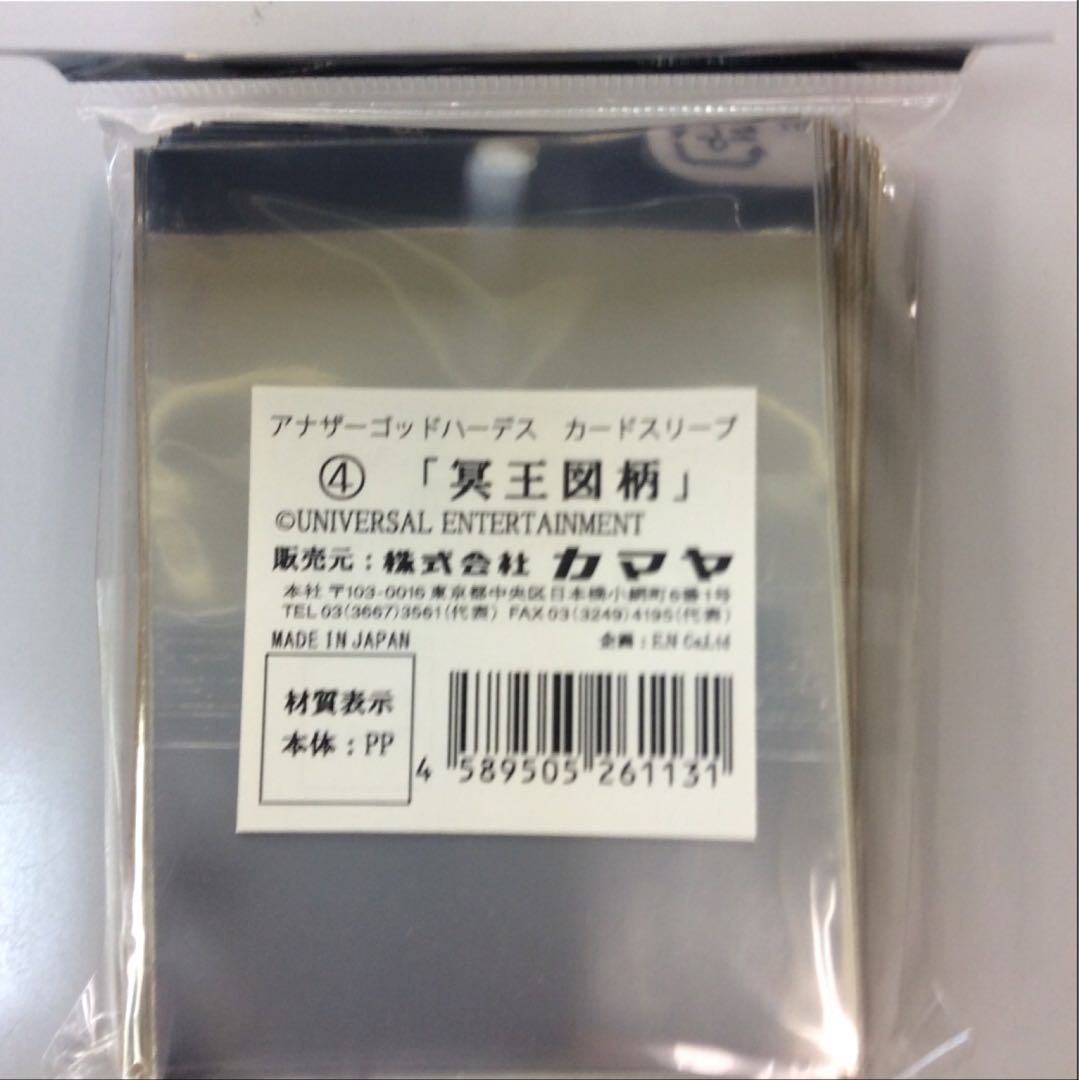 アナザーゴッドハーデス　カードスリーブ
④　「冥王図柄」
©UNIVERSAL ENTERTAINMENT
販売元：株式会社 カマヤ
本社 〒103-0016 東京都中央区日本橋小網町6番1号
TEL 03(3667)3561(代表) FAX 03(3249)4195(代表)
MADE IN JAPAN　企画：E.N Co.Ltd
材質表示
本体：PP
4 589505 261131